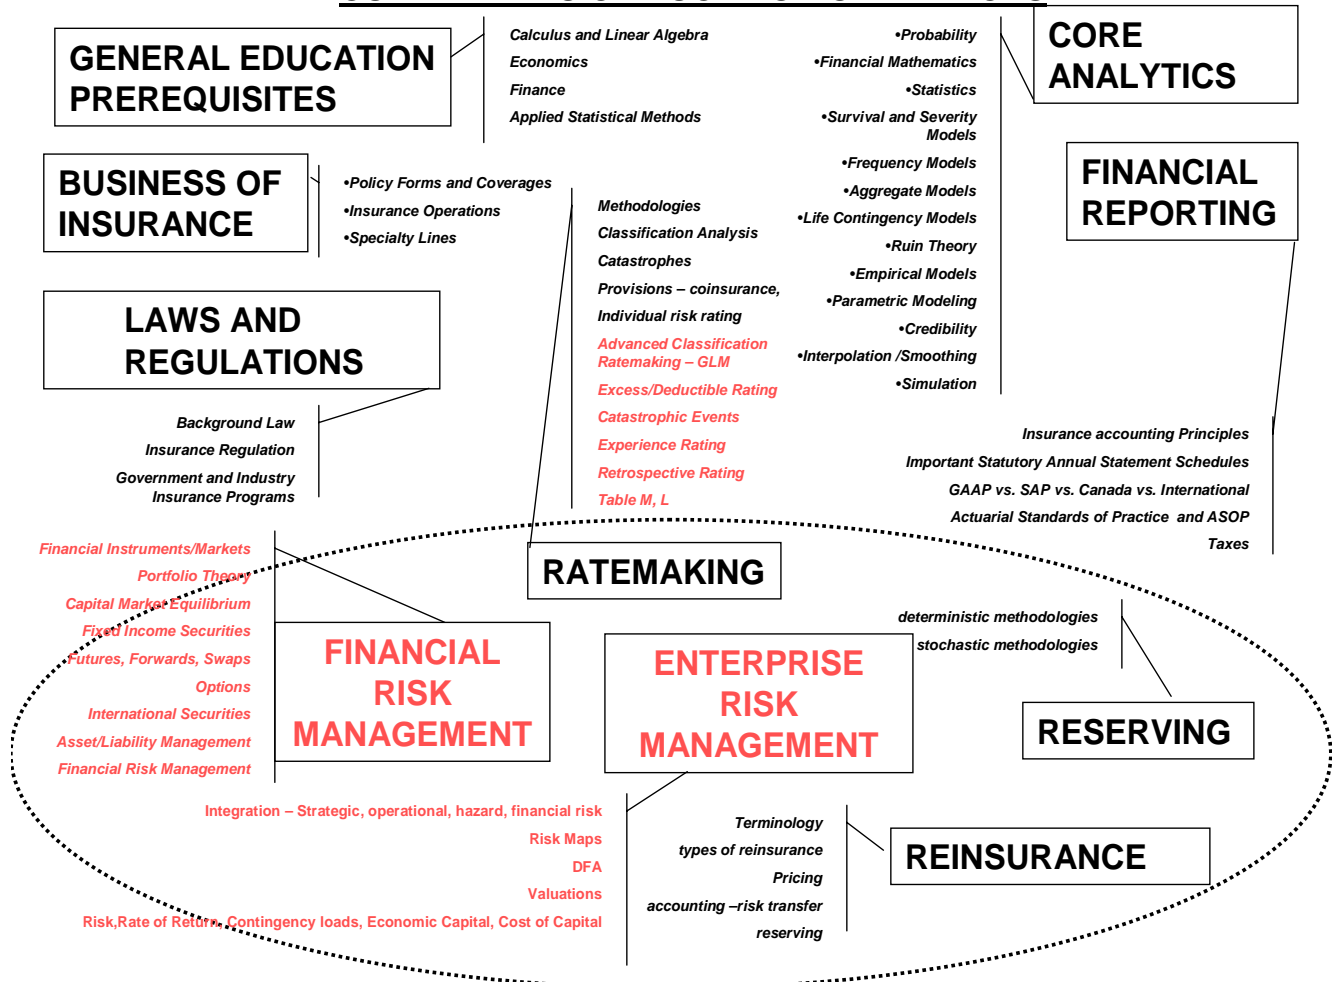 GENERAL EDUCATION
PREREQUISITES
Calculus and Linear Algebra
Economics
Finance
Applied Statistical Methods
•Probability
•Financial Mathematics
•Statistics
•Survival and Severity
Models
•Frequency Models
•Aggregate Models
•Life Contingency Models
•Ruin Theory
•Empirical Models
•Parametric Modeling
•Credibility
•Interpolation /Smoothing
•Simulation
CORE
ANALYTICS
BUSINESS OF
INSURANCE
•Policy Forms and Coverages
•Insurance Operations
•Specialty Lines
Methodologies
Classification Analysis
Catastrophes
Provisions – coinsurance,
Individual risk rating
Advanced Classification
Ratemaking – GLM
Excess/Deductible Rating
Catastrophic Events
Experience Rating
Retrospective Rating
Table M, L
FINANCIAL
REPORTING
LAWS AND
REGULATIONS
Background Law
Insurance Regulation
Government and Industry
Insurance Programs
Insurance accounting Principles
Important Statutory Annual Statement Schedules
GAAP vs. SAP vs. Canada vs. International
Actuarial Standards of Practice and ASOP
Taxes
Financial Instruments/Markets
Portfolio Theory
Capital Market Equilibrium
Fixed Income Securities
Futures, Forwards, Swaps
Options
International Securities
Asset/Liability Management
Financial Risk Management
RATEMAKING
FINANCIAL
RISK
MANAGEMENT
ENTERPRISE
RISK
MANAGEMENT
deterministic methodologies
stochastic methodologies
RESERVING
Integration – Strategic, operational, hazard, financial risk
Risk Maps
DFA
Valuations
Risk,Rate of Return, Contingency loads, Economic Capital, Cost of Capital
Terminology
types of reinsurance
Pricing
accounting –risk transfer
reserving
REINSURANCE